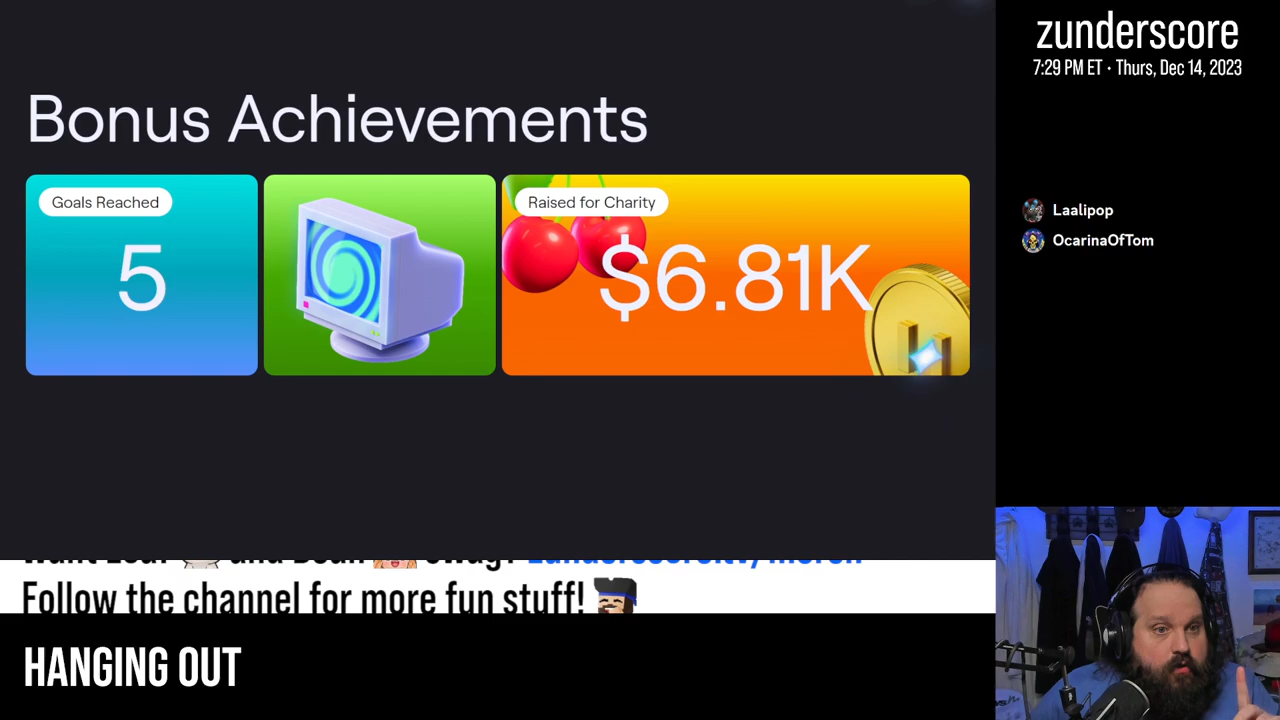 Bonus Achievements
Goals Reached
5
Raised for Charity
$6.81K
Follow the channel for more fun stuff!
HANGING OUT
zunderscore
7:29 PM ET • Thurs, Dec 14, 2023
Laalipop
OcarinaOfTom